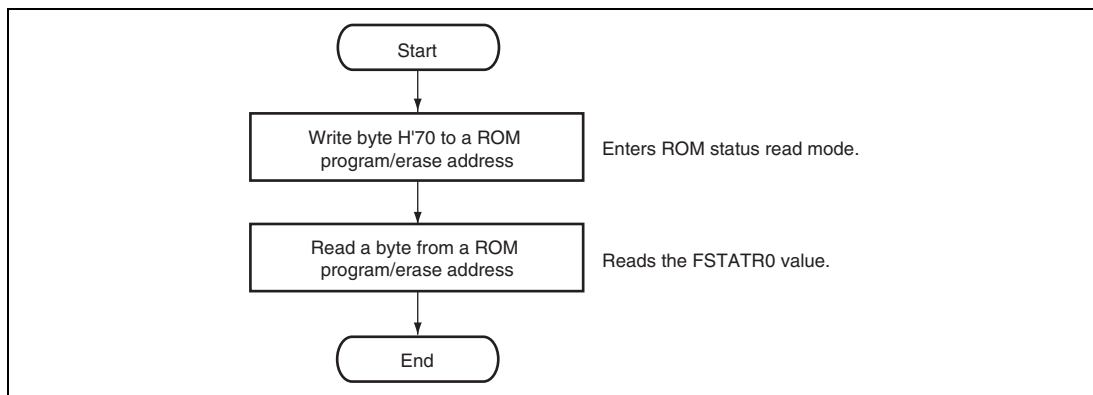 Start
Write byte H'70 to a ROM
program/erase address
Enters ROM status read mode.
Read a byte from a ROM
program/erase address
Reads the FSTATR0 value.
End